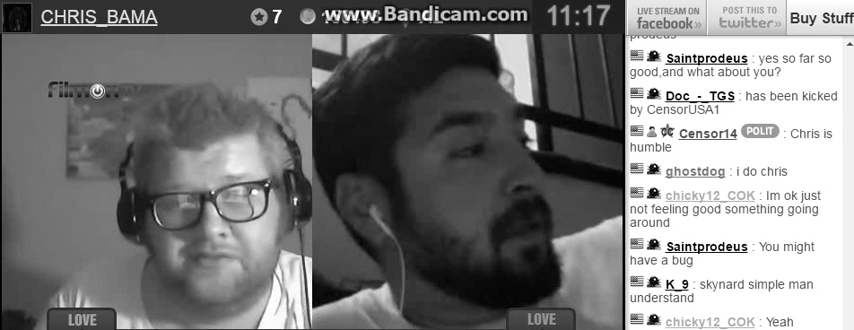 CHRIS_BAMA
7
www.Bandicam.com
11:17
LIVE STREAM ON
facebook»
POST THIS TO
twitter»
Buy Stuff
FilmOn
LOVE
LOVE
prodeus
Saintprodeus : yes so far so
good,and what about you?
Doc_-_TGS : has been kicked
by CensorUSA1
Censor14 POLIT : Chris is
humble
ghostdog : i do chris
chicky12_COK : Im ok just
not feeling good something going
around
Saintprodeus : You might
have a bug
K_9 : skynard simple man
understand
chicky12_COK : Yeah